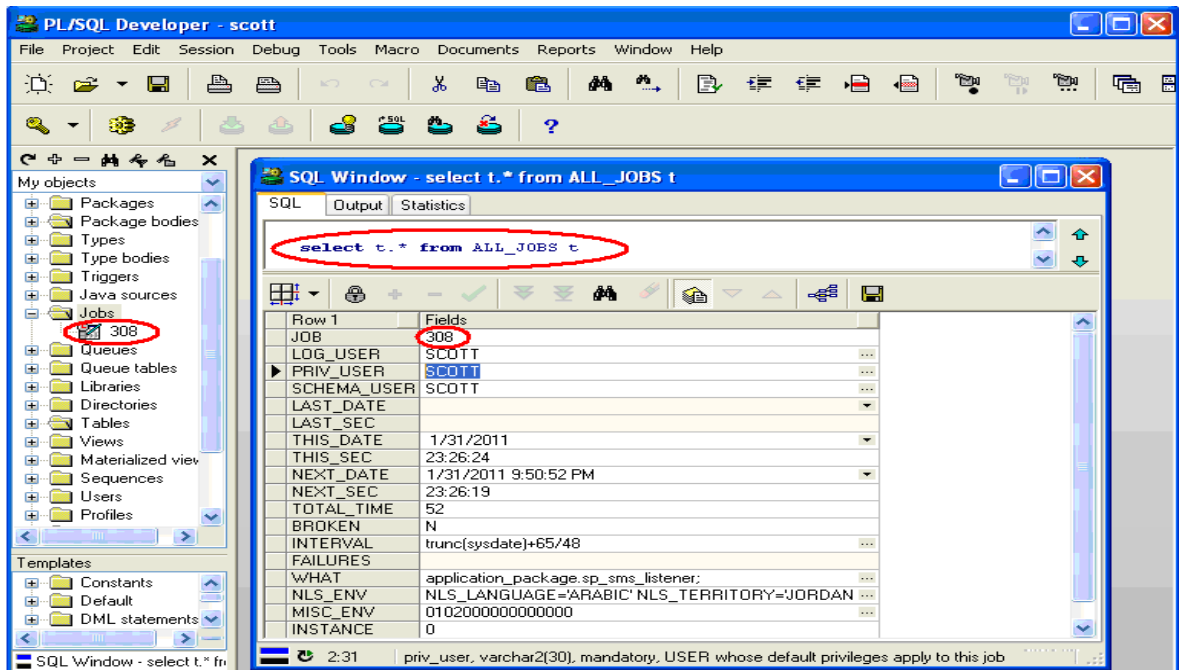 PL/SQL Developer - scott
File Project Edit Session Debug Tools Macro Documents Reports Window Help
SQL
?
My objects
Packages
Package bodies
Types
Type bodies
Triggers
Java sources
Jobs
308
Queues
Queue tables
Libraries
Directories
Tables
Views
Materialized view
Sequences
Users
Profiles
Templates
Constants
Default
DML statements
SQL Window - select t.* fr
SQL Window - select t.* from ALL_JOBS t
SQL Output Statistics
select t.* from ALL_JOBS t
Row 1 Fields
JOB 308
LOG_USER SCOTT
PRIV_USER SCOTT
SCHEMA_USER SCOTT
LAST_DATE
LAST_SEC
THIS_DATE 1/31/2011
THIS_SEC 23:26:24
NEXT_DATE 1/31/2011 9:50:52 PM
NEXT_SEC 23:26:19
TOTAL_TIME 52
BROKEN N
INTERVAL trunc(sysdate)+65/48
FAILURES
WHAT application_package.sp_sms_listener;
NLS_ENV NLS_LANGUAGE='ARABIC' NLS_TERRITORY='JORDAN
MISC_ENV 0102000000000000
INSTANCE 0
2:31 priv_user, varchar2(30), mandatory, USER whose default privileges apply to this job